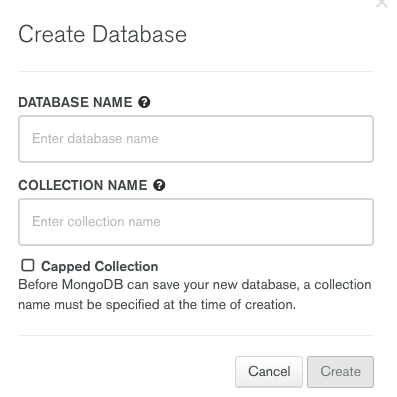 Create Database
DATABASE NAME
Enter database name
COLLECTION NAME
Enter collection name
Capped Collection
Before MongoDB can save your new database, a collection
name must be specified at the time of creation.
Cancel
Create